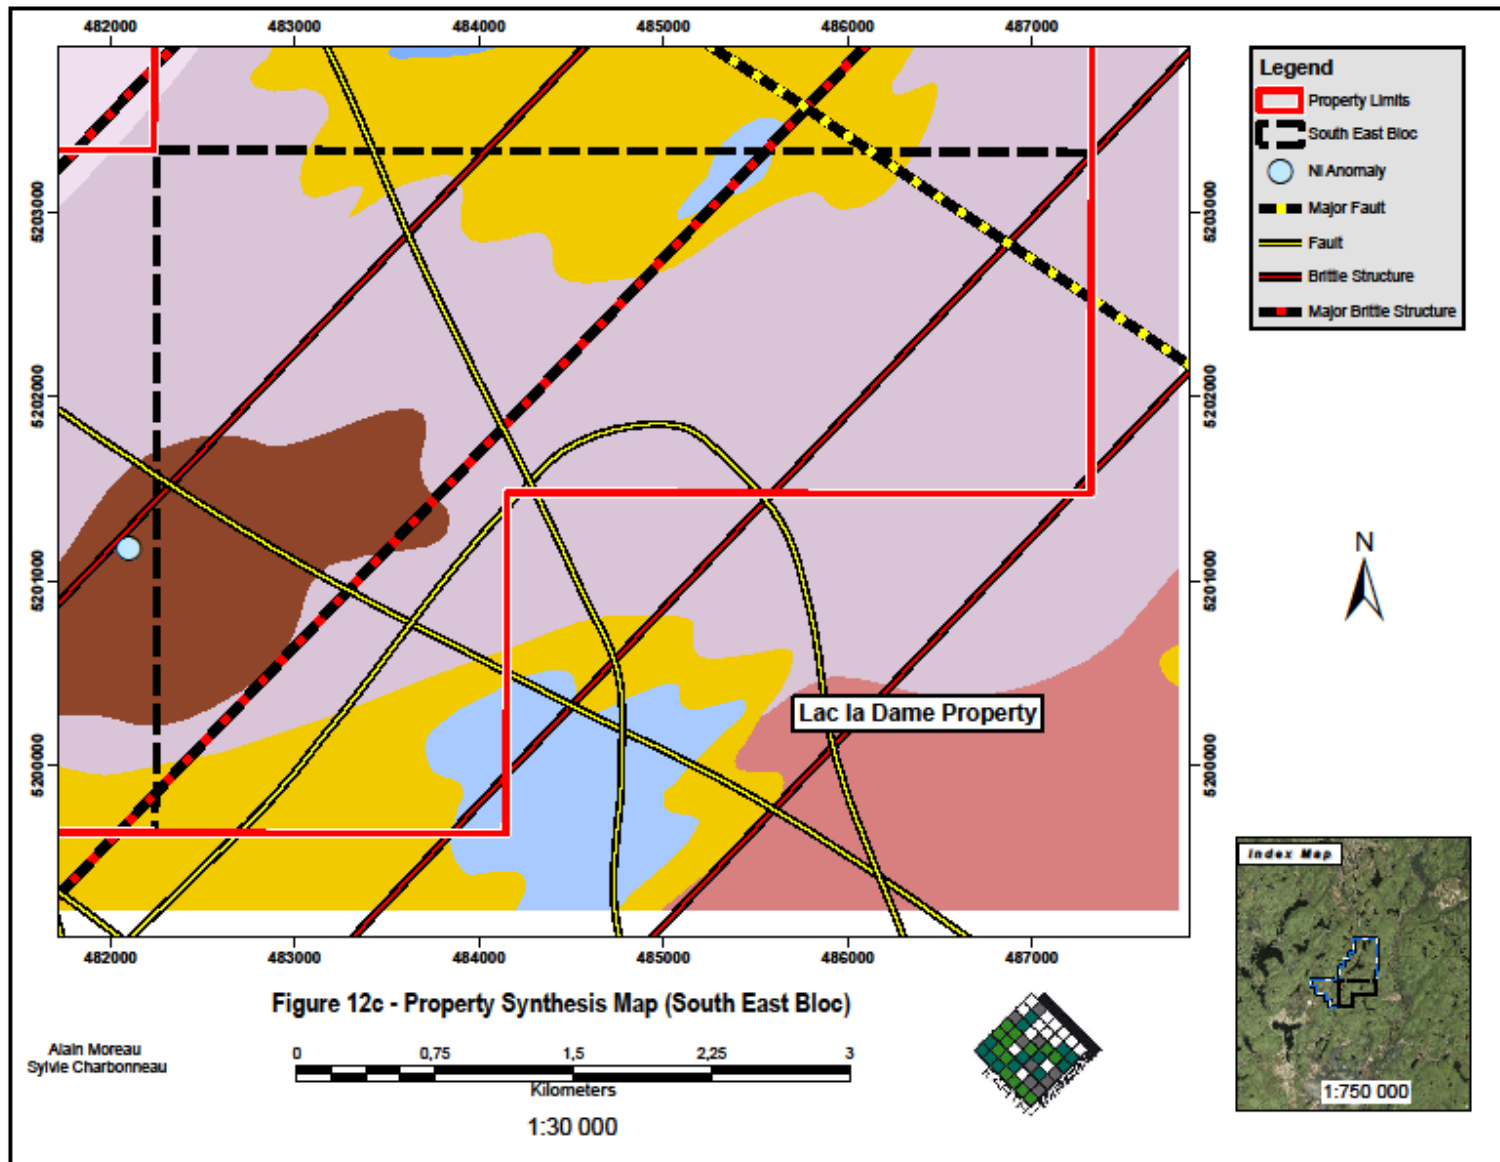 482000 483000 484000 485000 486000 487000
5203000
5202000
5201000
5200000
5203000
5202000
5201000
5200000
Legend
Property Limits
South East Bloc
NI Anomaly
Major Fault
Fault
Brittle Structure
Major Brittle Structure
N
Lac la Dame Property
482000 483000 484000 485000 486000 487000
Figure 12c - Property Synthesis Map (South East Bloc)
Alain Moreau
Sylvie Charbonneau
0 0,75 1,5 2,25 3
Kilometers
1:30 000
Index Map
1:750 000